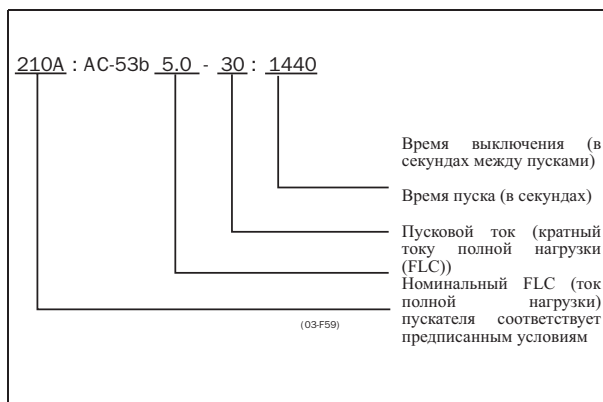 210A : AC-53b 5.0 - 30 : 1440
Время выключения (в
секундах между пусками)
Время пуска (в секундах)
Пусковой ток (кратный
току полной нагрузки
(FLC))
Номинальный FLC (ток
полной нагрузки)
пускателя соответствует
предписанным условиям
(03-F59)